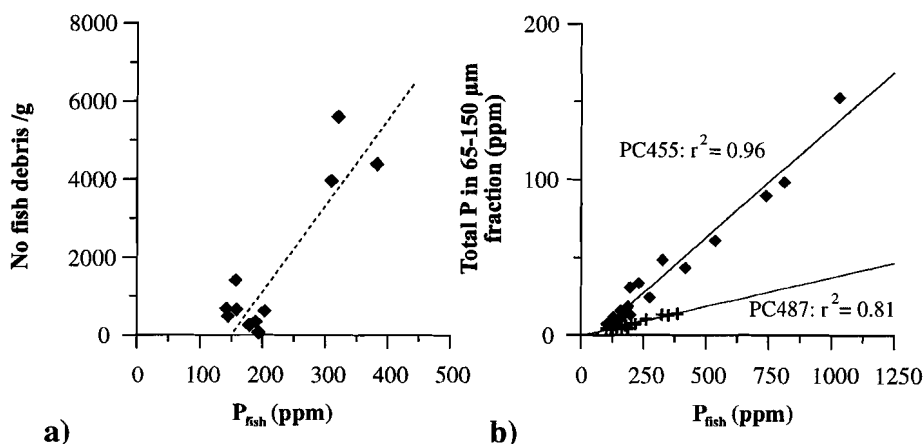 8000
6000
4000
2000
0
No fish debris /g
0 100 200 300 400 500
P_fish (ppm)
a)
200
100
0
Total P in 65-150 µm
fraction (ppm)
PC455: r² = 0.96
PC487: r² = 0.81
0 250 500 750 1000 1250
P_fish (ppm)
b)